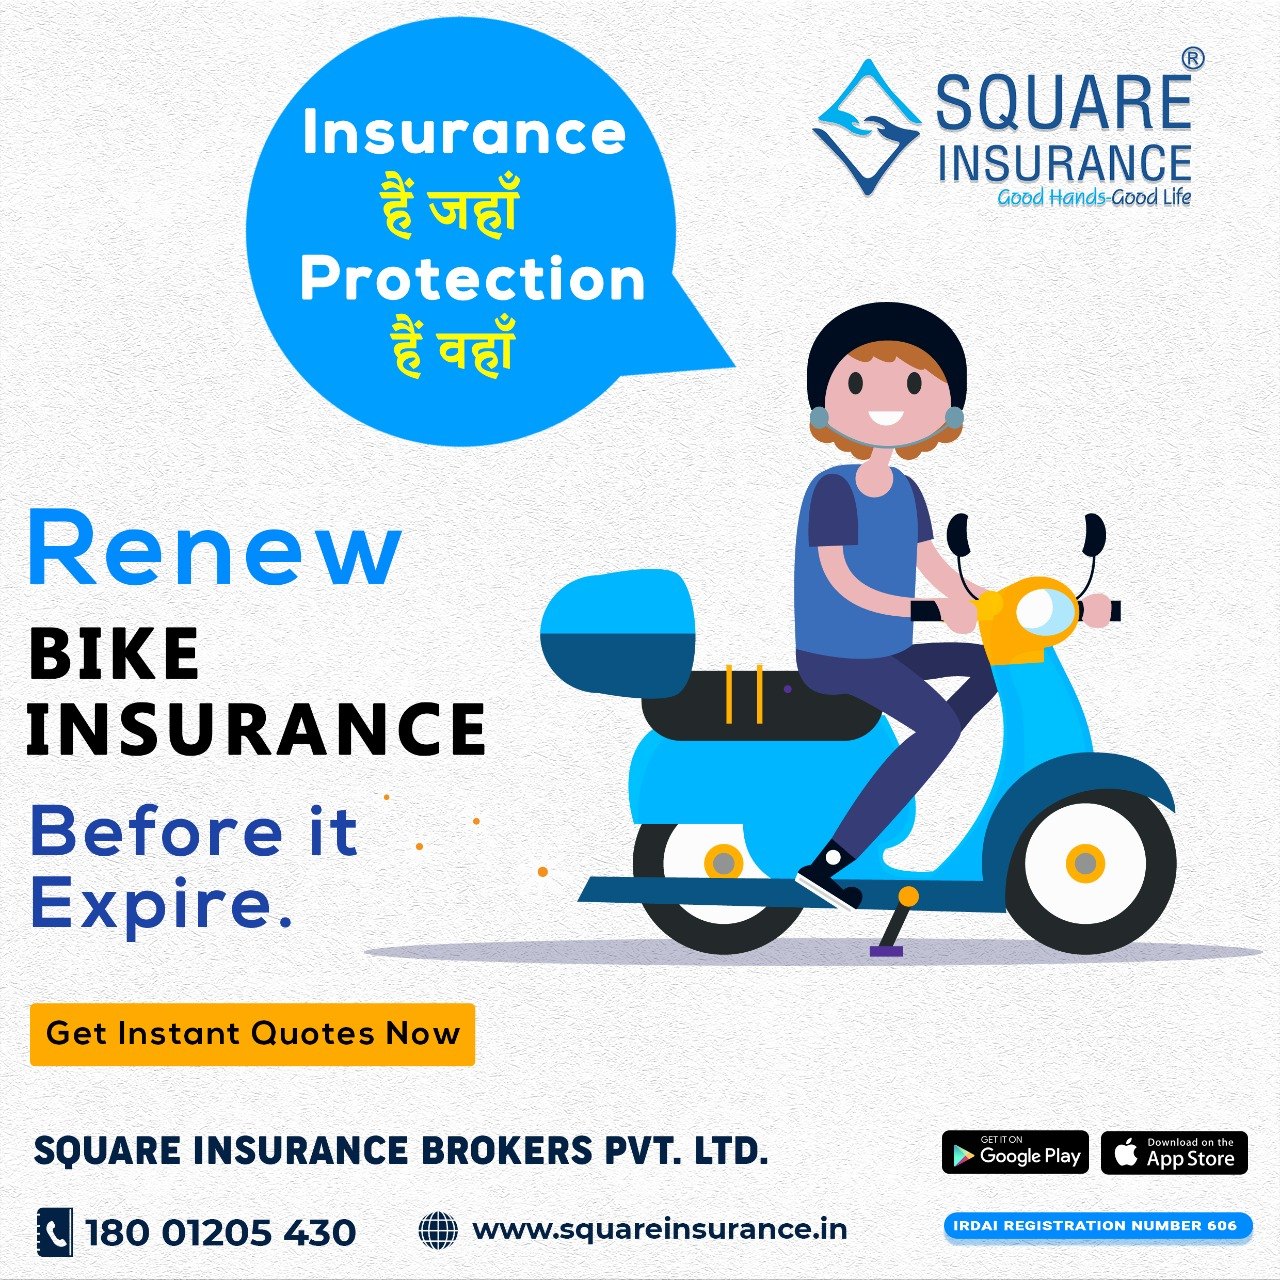 Insurance
हैं जहाँ
Protection
हैं वहाँ
SQUARE®
INSURANCE
Good Hands-Good Life
Renew
BIKE
INSURANCE
Before it
Expire.
Get Instant Quotes Now
SQUARE INSURANCE BROKERS PVT. LTD.
GET IT ON
Google Play
Download on the
App Store
180 01205 430
www.squareinsurance.in
IRDAI REGISTRATION NUMBER 606